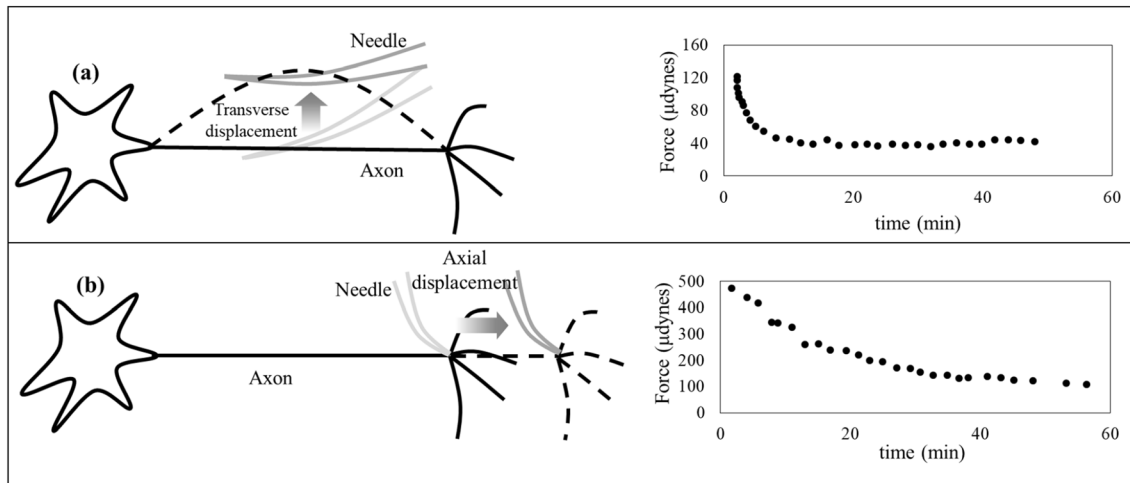 (a)
Needle
Transverse
displacement
Axon
Force (μdynes)
160
120
80
40
0
0 20 40 60
time (min)
(b)
Needle
Axial
displacement
Axon
Force (μdynes)
500
400
300
200
100
0
0 20 40 60
time (min)